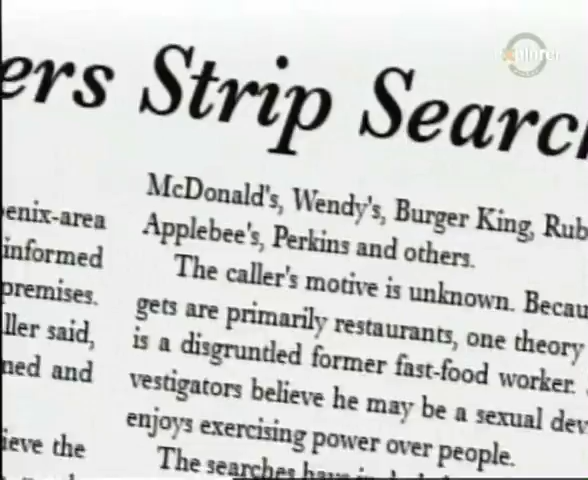 ers Strip Searc
enix-area
informed
premises.
ller said,
ned and
ieve the
McDonald's, Wendy's, Burger King, Rub
Applebee's, Perkins and others.
The caller's motive is unknown. Becau
gets are primarily restaurants, one theory
is a disgruntled former fast-food worker.
vestigators believe he may be a sexual dev
enjoys exercising power over people.
The searches have